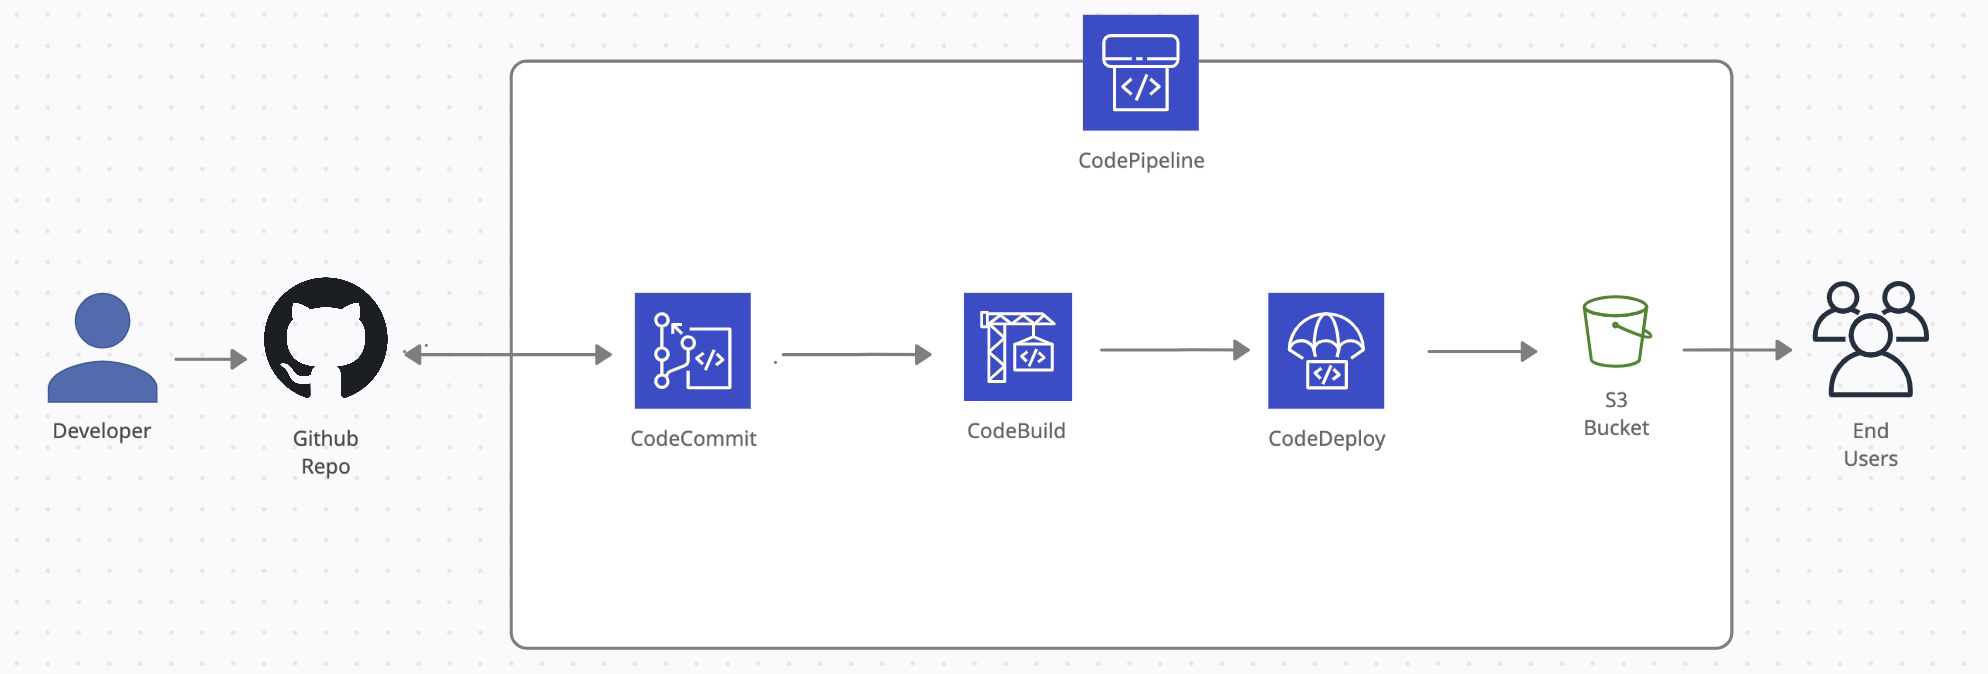 CodePipeline
Developer
Github
Repo
CodeCommit
CodeBuild
CodeDeploy
S3
Bucket
End
Users